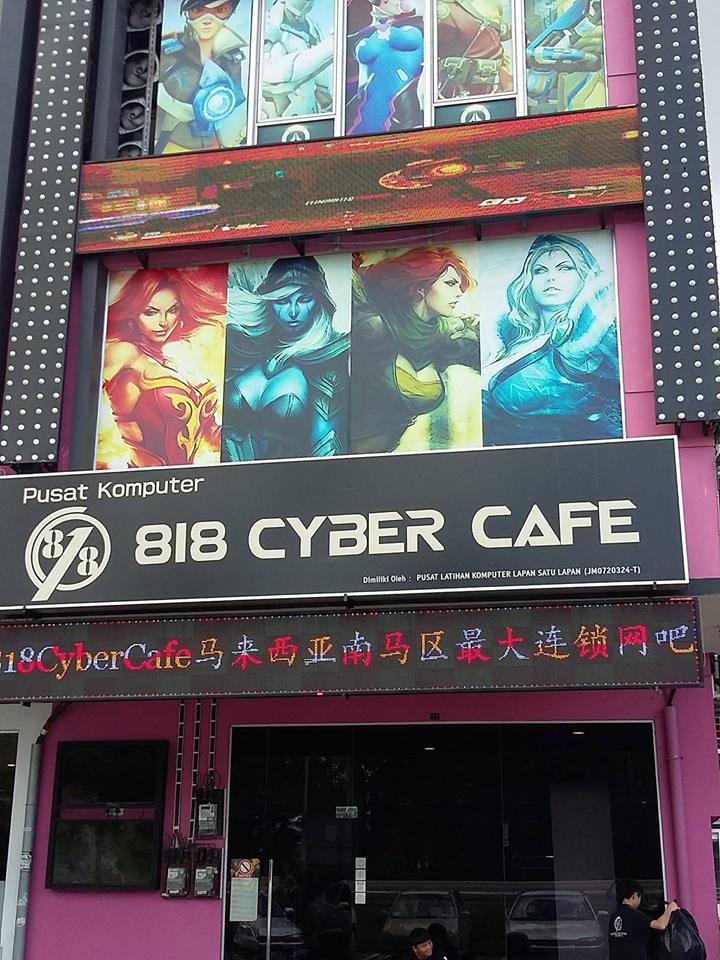 Pusat Komputer
818
818 CYBER CAFE
Dimiliki Oleh : PUSAT LATIHAN KOMPUTER LAPAN SATU LAPAN (JM0720324-T)
818CyberCafe马来西亚南马区最大连锁网吧